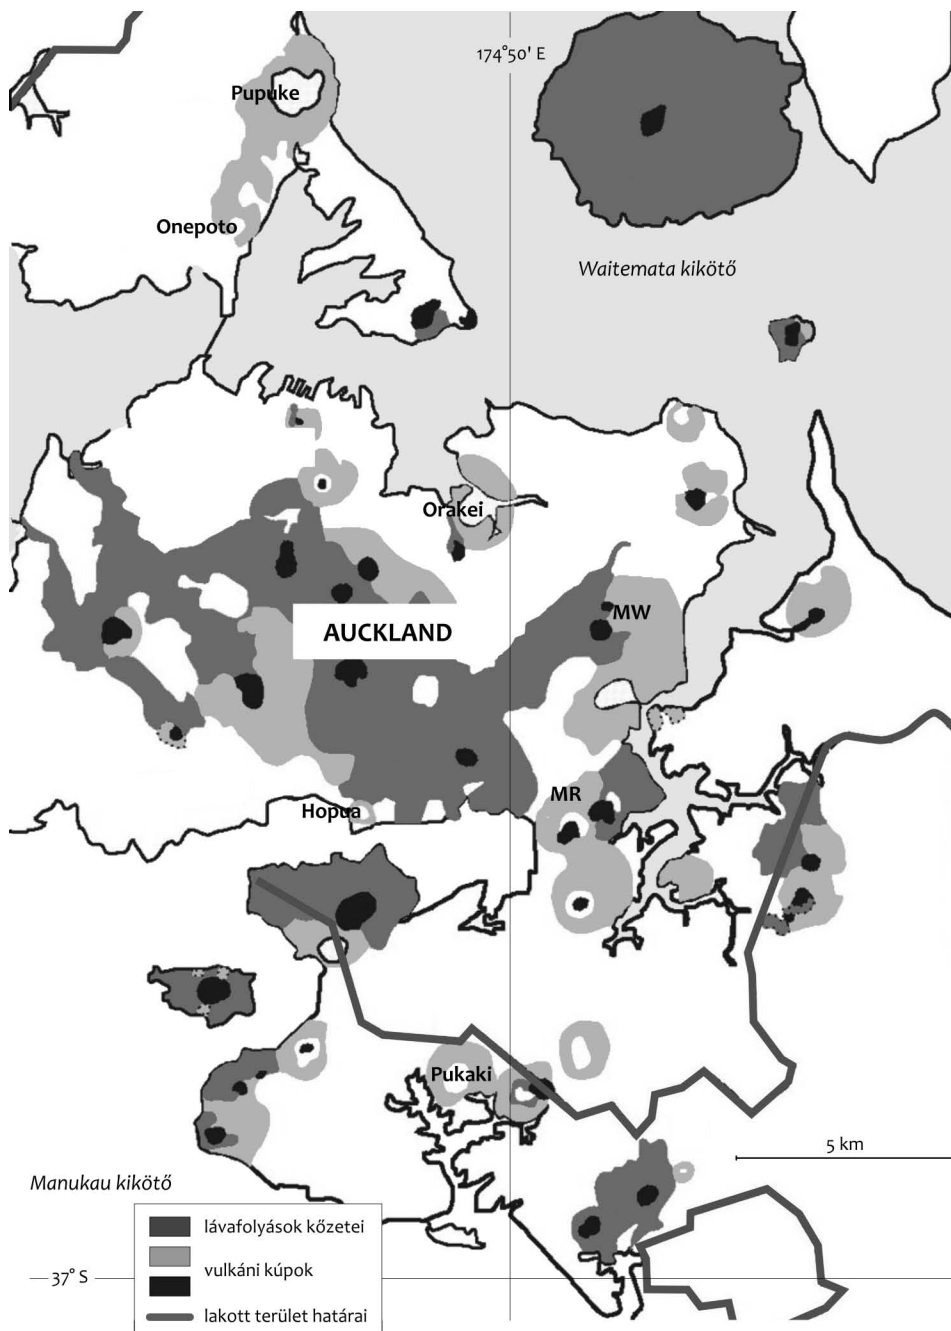 174°50' E
Pupuke
Onepoto
Waitemata kikötő
Orakei
MW
AUCKLAND
MR
Hopua
Pukaki
5 km
Manukau kikötő
lávafolyások kőzetei
vulkáni kúpok
37° S
lakott terület határai